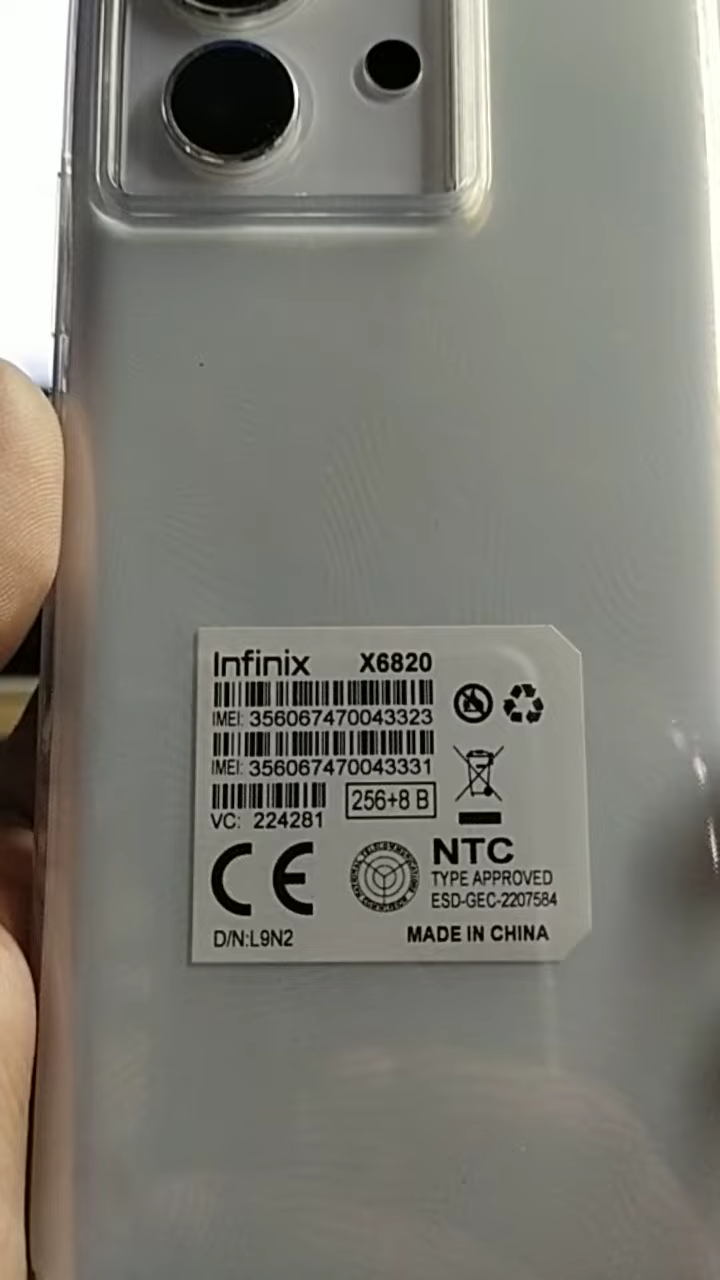 Infinix X6820
IMEI: 356067470043323
IMEI: 356067470043331
VC: 224281
256+8 B
CE
NTC
TYPE APPROVED
ESD-GEC-2207584
D/N:L9N2
MADE IN CHINA